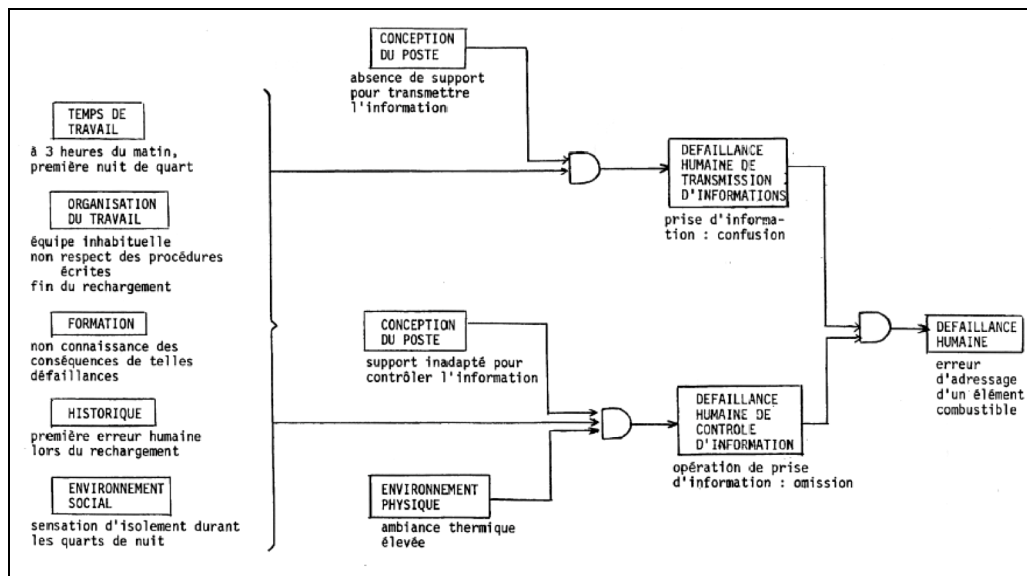 CONCEPTION
DU POSTE
absence de support
pour transmettre
l'information
TEMPS DE
TRAVAIL
à 3 heures du matin,
première nuit de quart
ORGANISATION
DU TRAVAIL
équipe inhabituelle
non respect des procédures
écrites
fin du rechargement
FORMATION
non connaissance des
conséquences de telles
défaillances
HISTORIQUE
première erreur humaine
lors du rechargement
ENVIRONNEMENT
SOCIAL
sensation d'isolement durant
les quarts de nuit
CONCEPTION
DU POSTE
support inadapté pour
contrôler l'information
ENVIRONNEMENT
PHYSIQUE
ambiance thermique
élevée
DEFAILLANCE
HUMAINE DE
TRANSMISSION
D'INFORMATIONS
prise d'informa-
tion : confusion
DEFAILLANCE
HUMAINE DE
CONTROLE
D'INFORMATION
opération de prise
d'information : omission
DEFAILLANCE
HUMAINE
erreur
d'adressage
d'un élément
combustible